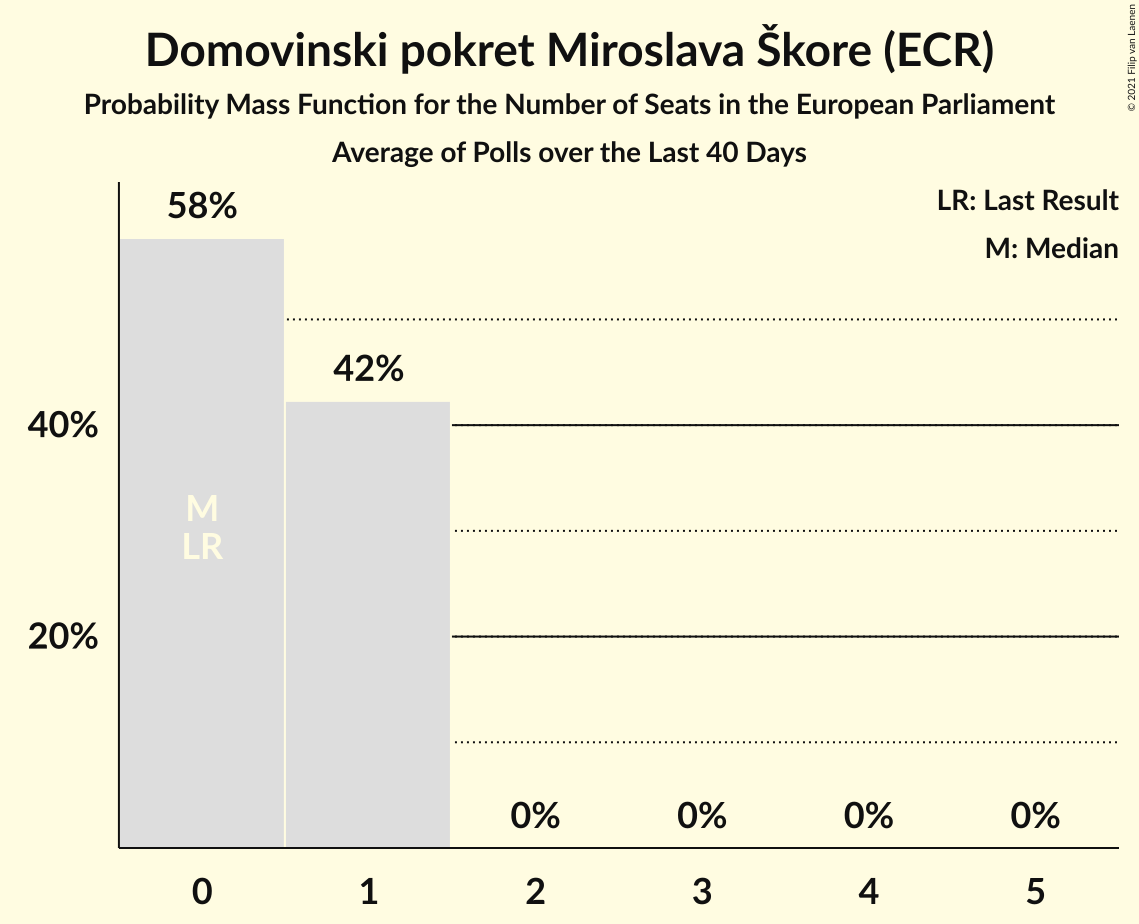 Domovinski pokret Miroslava Škore (ECR)
Probability Mass Function for the Number of Seats in the European Parliament
Average of Polls over the Last 40 Days
© 2021 Filip van Laenen
LR: Last Result
M: Median
58%
42%
40%
M
LR
20%
0% 0% 0% 0%
0 1 2 3 4 5